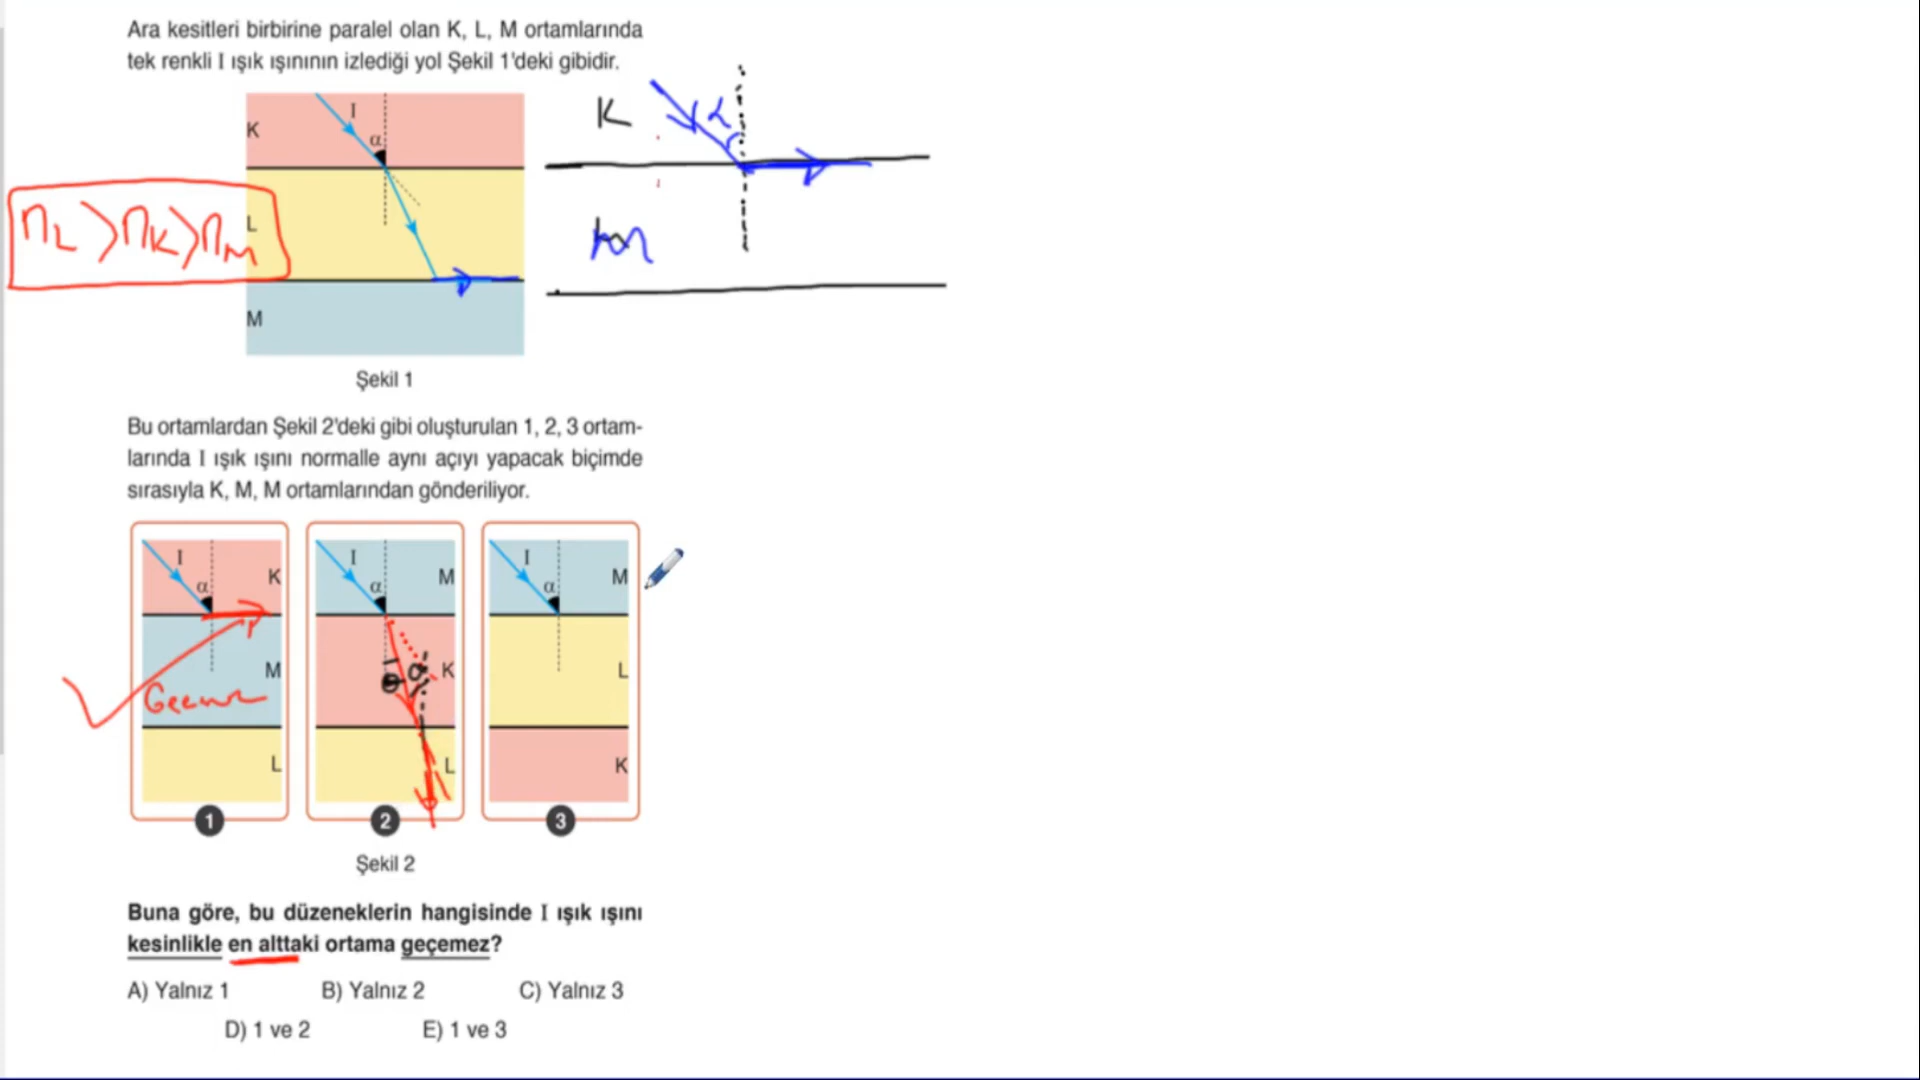 Ara kesitleri birbirine paralel olan K, L, M ortamlarında
tek renkli I ışık ışınının izlediği yol Şekil 1'deki gibidir.
K
I
α
L
M
nL > nK > nM
K
α
M
Şekil 1
Bu ortamlardan Şekil 2'deki gibi oluşturulan 1, 2, 3 ortam-
larında I ışık ışını normalle aynı açıyı yapacak biçimde
sırasıyla K, M, M ortamlarından gönderiliyor.
I
α
K
M
Geçemez
L
1
I
α
M
K
θ
L
2
I
α
M
L
K
3
Şekil 2
Buna göre, bu düzeneklerin hangisinde I ışık ışını
kesinlikle en alttaki ortama geçemez?
A) Yalnız 1
B) Yalnız 2
C) Yalnız 3
D) 1 ve 2
E) 1 ve 3